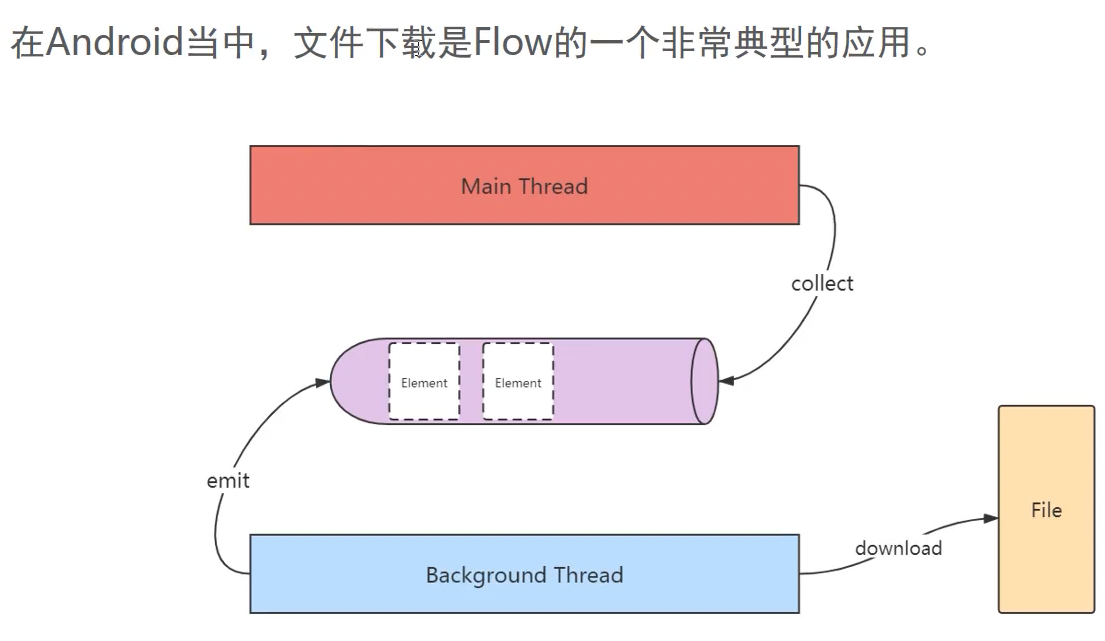 在Android当中，文件下载是Flow的一个非常典型的应用。
Main Thread
collect
Element
Element
emit
File
download
Background Thread